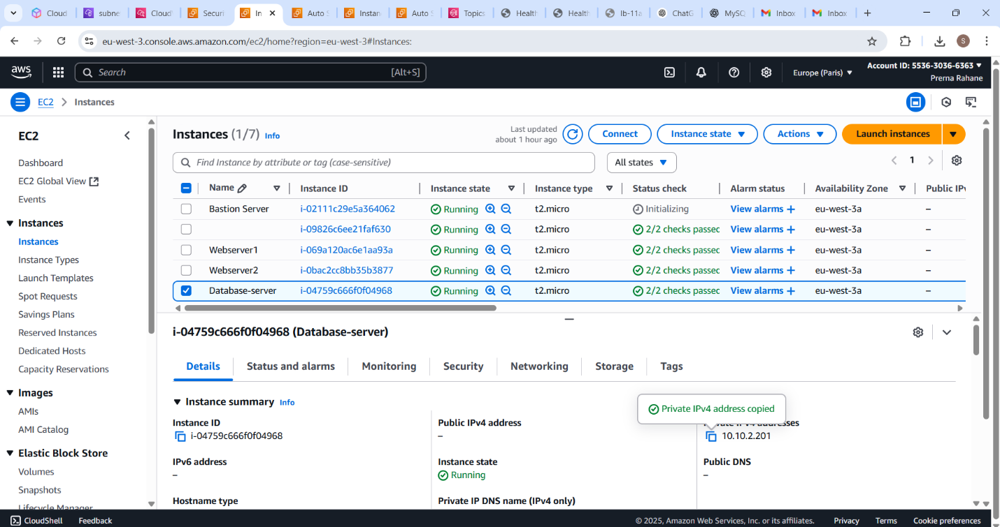 Cloud subne Cloud Securi In Auto S Instan Auto S Topics Health Health lb-11a ChatG MySQ Inbox Inbox
eu-west-3.console.aws.amazon.com/ec2/home?region=eu-west-3#Instances: S
aws Search [Alt+S] Europe (Paris) Account ID: 5536-3036-6363
Prerna Rahane
EC2 Instances
EC2
Dashboard
EC2 Global View
Events
Instances
Instances
Instance Types
Launch Templates
Spot Requests
Savings Plans
Reserved Instances
Dedicated Hosts
Capacity Reservations
Images
AMIs
AMI Catalog
Elastic Block Store
Volumes
Snapshots
Lifecycle Manager
Instances (1/7) Info
Last updated
about 1 hour ago
Connect Instance state Actions Launch instances
Find Instance by attribute or tag (case-sensitive) All states 1
Name Instance ID Instance state Instance type Status check Alarm status Availability Zone Public IPv
Bastion Server i-02111c29e5a364062 Running t2.micro Initializing View alarms + eu-west-3a –
i-09826c6ee21faf630 Running t2.micro 2/2 checks passec View alarms + eu-west-3a –
Webserver1 i-069a120ac6e1aa93a Running t2.micro 2/2 checks passec View alarms + eu-west-3a –
Webserver2 i-0bac2cc8bb35b3877 Running t2.micro 2/2 checks passec View alarms + eu-west-3a –
Database-server i-04759c666f0f04968 Running t2.micro 2/2 checks passec View alarms + eu-west-3a –
i-04759c666f0f04968 (Database-server)
Details Status and alarms Monitoring Security Networking Storage Tags
Instance summary Info
Private IPv4 address copied
Instance ID
i-04759c666f0f04968
Public IPv4 address
–
Private IPv4 addresses
10.10.2.201
IPv6 address
–
Instance state
Running
Public DNS
–
Hostname type
Private IP DNS name (IPv4 only)
CloudShell Feedback © 2025, Amazon Web Services, Inc. or its affiliates. Privacy Terms Cookie preferences